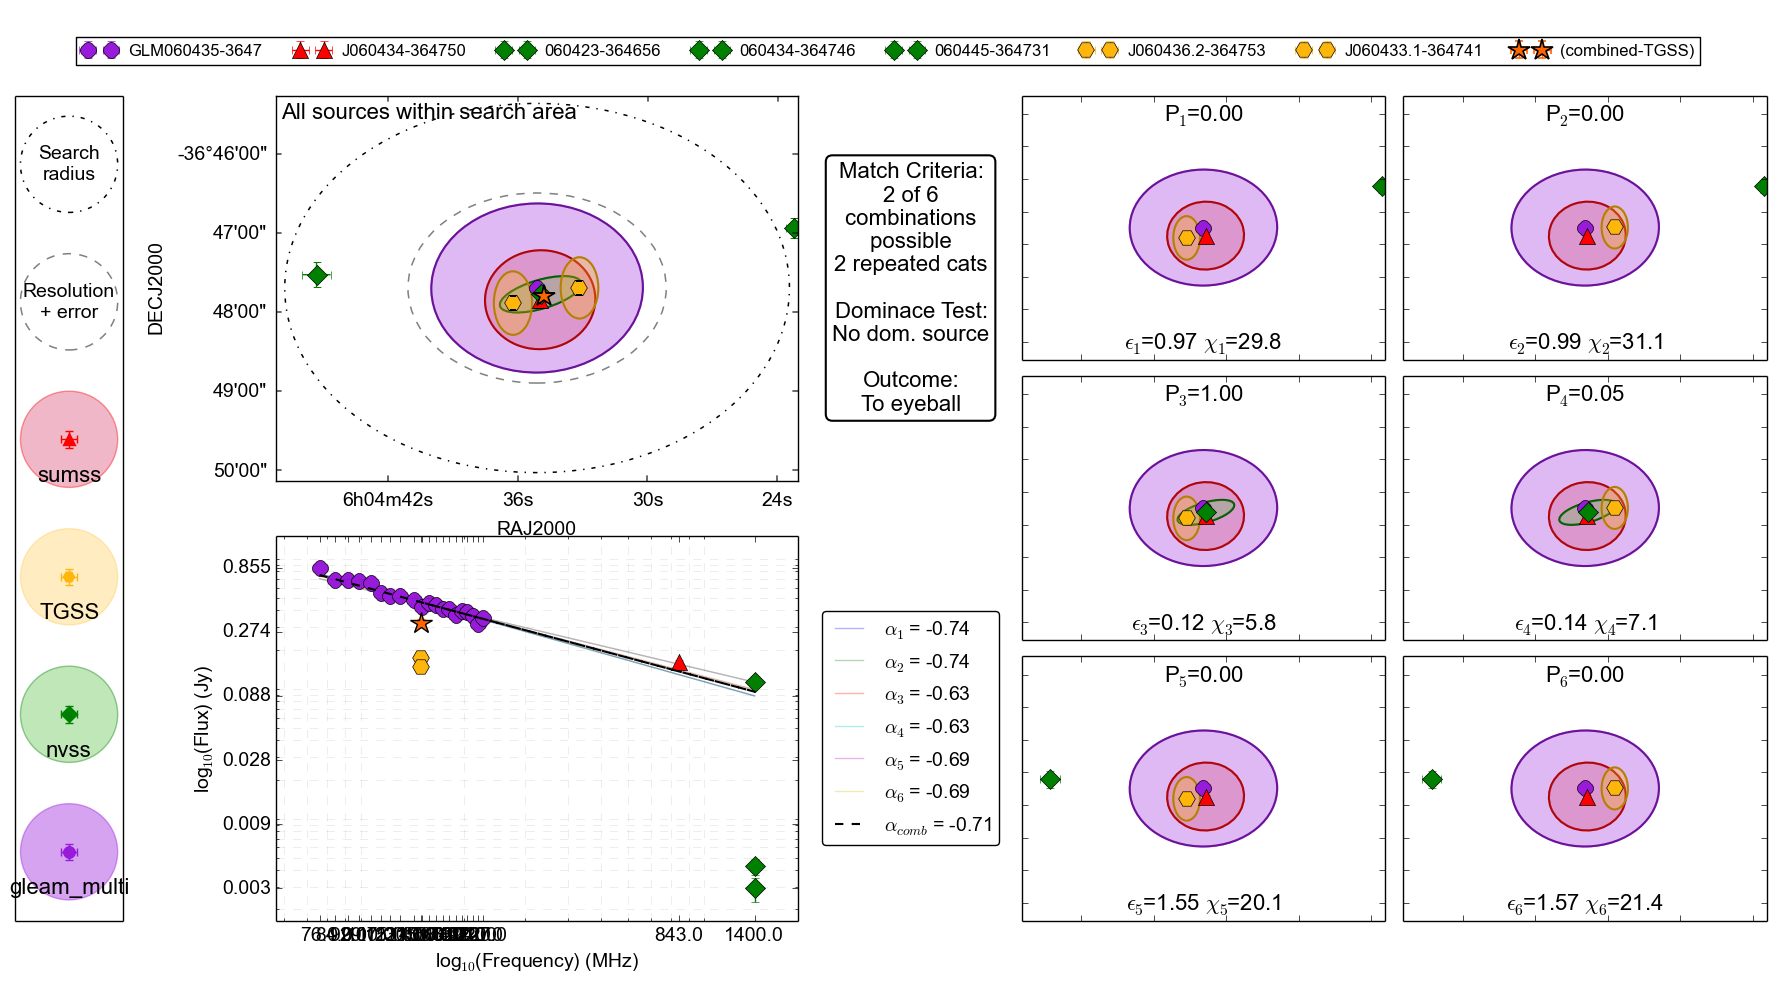 GLM060435-3647 J060434-364750 060423-364656 060434-364746 060445-364731 J060436.2-364753 J060433.1-364741 (combined-TGSS)
Search
radius
Resolution
+ error
sumss
TGSS
nvss
gleam_multi
All sources within search area
DECJ2000
-36°46'00"
47'00"
48'00"
49'00"
50'00"
6h04m42s 36s 30s 24s
RAJ2000
Match Criteria:
2 of 6
combinations
possible
2 repeated cats
Dominace Test:
No dom. source
Outcome:
To eyeball
log10(Flux) (Jy)
0.855
0.274
0.088
0.028
0.009
0.003
843.0 1400.0
log10(Frequency) (MHz)
α1 = -0.74
α2 = -0.74
α3 = -0.63
α4 = -0.63
α5 = -0.69
α6 = -0.69
αcomb = -0.71
P1=0.00
ϵ1=0.97 χ1=29.8
P2=0.00
ϵ2=0.99 χ2=31.1
P3=1.00
ϵ3=0.12 χ3=5.8
P4=0.05
ϵ4=0.14 χ4=7.1
P5=0.00
ϵ5=1.55 χ5=20.1
P6=0.00
ϵ6=1.57 χ6=21.4